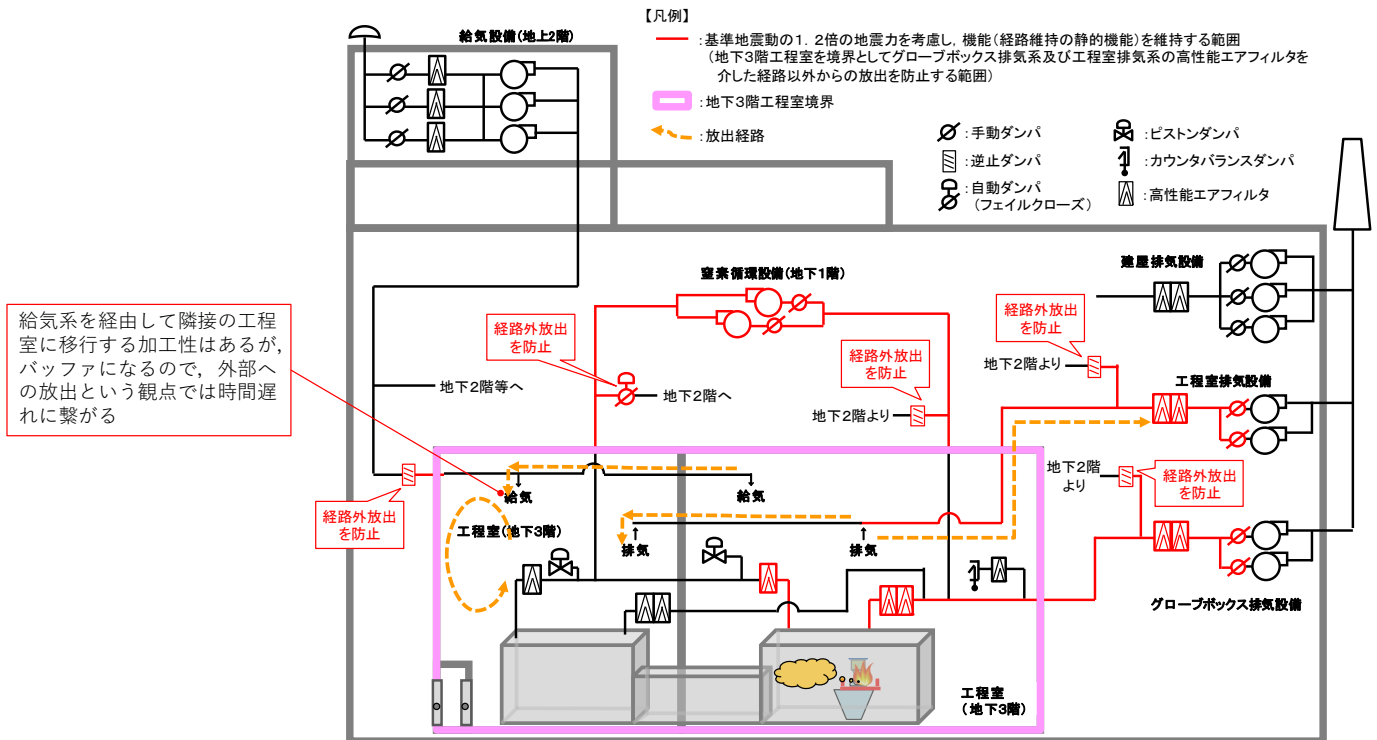 【凡例】
：基準地震動の1．2倍の地震力を考慮し，機能（経路維持の静的機能）を維持する範囲
（地下3階工程室を境界としてグローブボックス排気系及び工程室排気系の高性能エアフィルタを
介した経路以外からの放出を防止する範囲）
：地下3階工程室境界
：放出経路
：手動ダンパ
：逆止ダンパ
：自動ダンパ
（フェイルクローズ）
：ピストンダンパ
：カウンタバランスダンパ
：高性能エアフィルタ
給気設備（地上2階）
建屋排気設備
窒素循環設備（地下1階）
給気系を経由して隣接の工程
室に移行する加工性はあるが，
バッファになるので，外部へ
の放出という観点では時間遅
れに繋がる
経路外放出
を防止
経路外放出
を防止
経路外放出
を防止
地下2階より
工程室排気設備
地下2階等へ
地下2階へ
地下2階より
地下2階
より
経路外放出
を防止
経路外放出
を防止
給気
給気
工程室（地下3階）
排気
排気
グローブボックス排気設備
工程室
（地下3階）